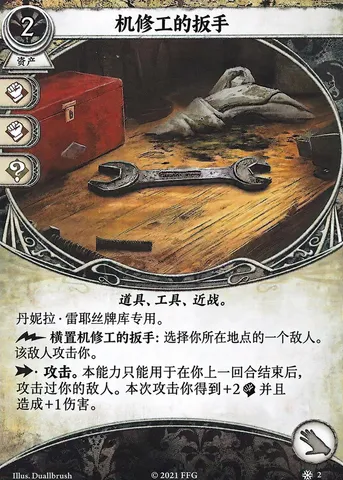 2
机修工的扳手
资产
?
道具、工具、近战。
丹妮拉·雷耶丝牌库专用。
横置机修工的扳手: 选择你所在地点的一个敌人。
该敌人攻击你。
攻击。本能力只能用于在你上一回合结束后,
攻击过你的敌人。本次攻击你得到+2 并且
造成+1伤害。
Illus. Duallbrush © 2021 FFG 2